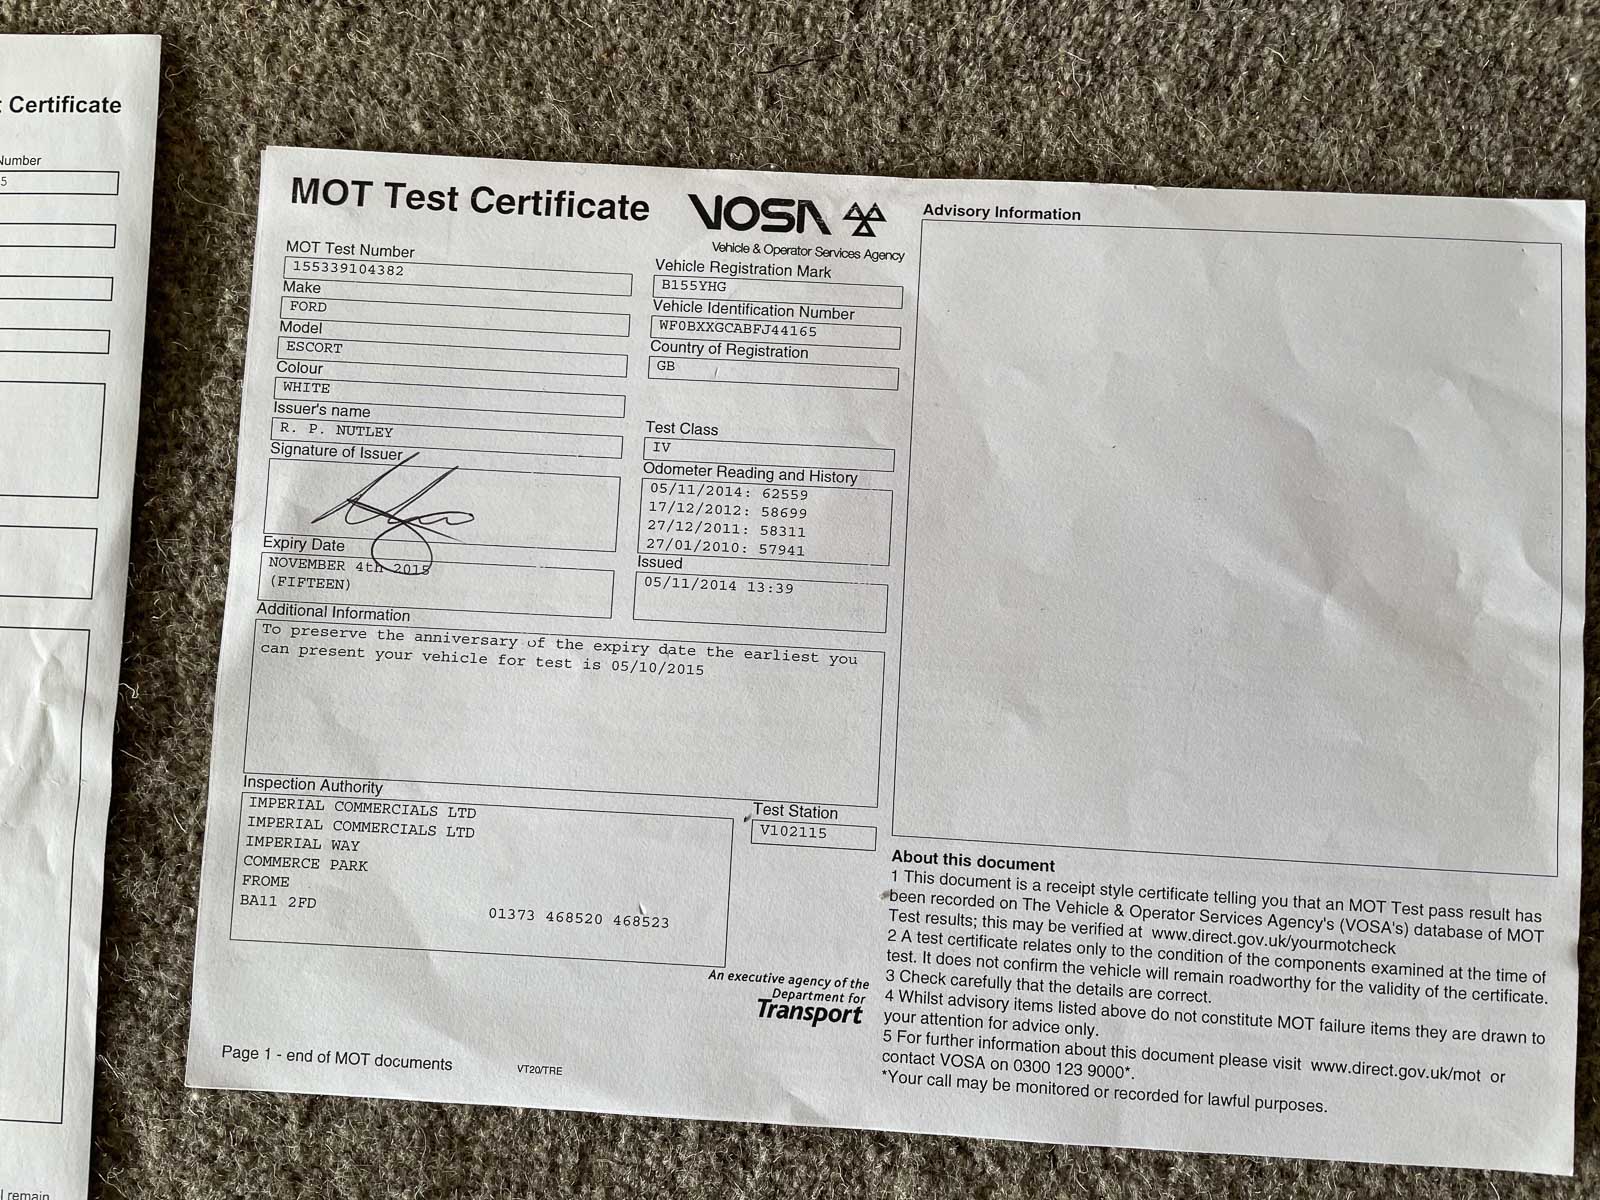 Certificate
Number
5
l remain
MOT Test Certificate
VOSA
Vehicle & Operator Services Agency
MOT Test Number
155339104382
Make
FORD
Model
ESCORT
Colour
WHITE
Issuer's name
R. P. NUTLEY
Signature of Issuer
Expiry Date
NOVEMBER 4th 2015
(FIFTEEN)
Vehicle Registration Mark
B155YHG
Vehicle Identification Number
WF0BXXGCABFJ44165
Country of Registration
GB
Test Class
IV
Odometer Reading and History
05/11/2014: 62559
17/12/2012: 58699
27/12/2011: 58311
27/01/2010: 57941
Issued
05/11/2014 13:39
Additional Information
To preserve the anniversary of the expiry date the earliest you
can present your vehicle for test is 05/10/2015
Inspection Authority
IMPERIAL COMMERCIALS LTD
IMPERIAL COMMERCIALS LTD
IMPERIAL WAY
COMMERCE PARK
FROME
BA11 2FD
01373 468520 468523
Test Station
V102115
An executive agency of the
Department for
Transport
Page 1 - end of MOT documents
VT20/TRE
Advisory Information
About this document
1 This document is a receipt style certificate telling you that an MOT Test pass result has
been recorded on The Vehicle & Operator Services Agency's (VOSA's) database of MOT
Test results; this may be verified at www.direct.gov.uk/yourmotcheck
2 A test certificate relates only to the condition of the components examined at the time of
test. It does not confirm the vehicle will remain roadworthy for the validity of the certificate.
3 Check carefully that the details are correct.
4 Whilst advisory items listed above do not constitute MOT failure items they are drawn to
your attention for advice only.
5 For further information about this document please visit www.direct.gov.uk/mot or
contact VOSA on 0300 123 9000*.
*Your call may be monitored or recorded for lawful purposes.